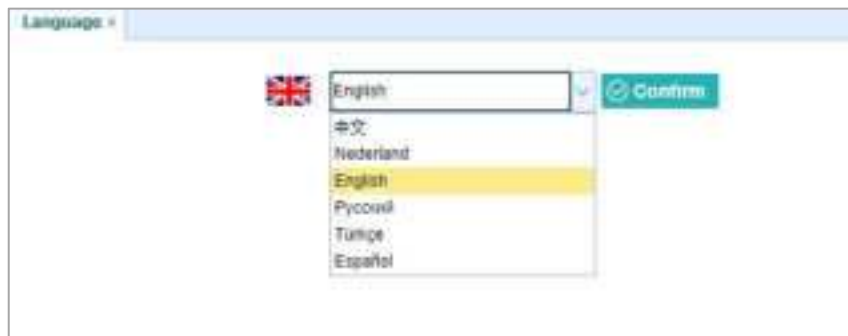 Language ×
English Confirm
中文
Nederland
English
Русский
Türkçe
Español